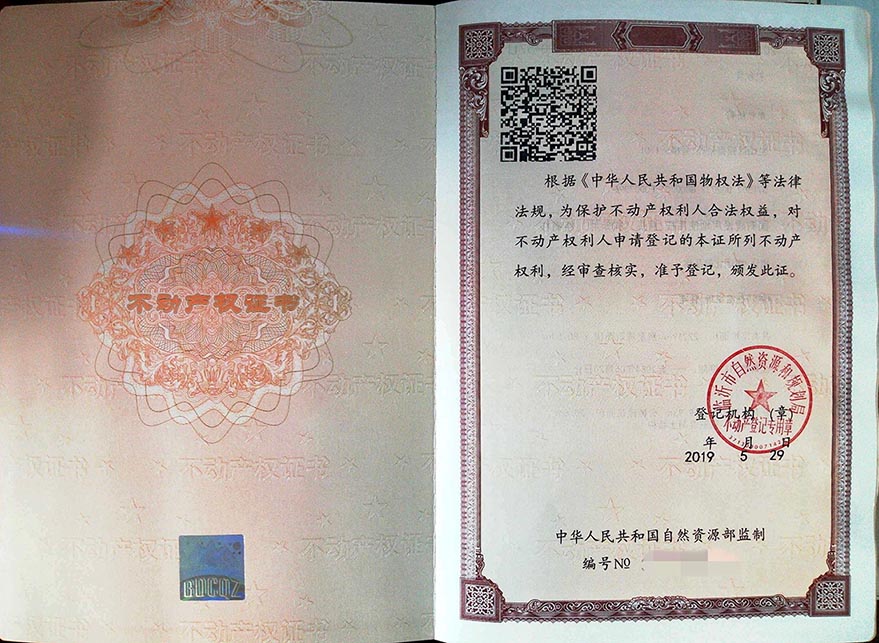 不动产权证书
BDCQZ
根据《中华人民共和国物权法》等法律
法规，为保护不动产权利人合法权益，对
不动产权利人申请登记的本证所列不动产
权利，经审查核实，准予登记，颁发此证。
临沂市自然资源和规划局
登记机构（章）
不动产登记专用章
年 月 日
2019 5 29
中华人民共和国自然资源部监制
编号NO